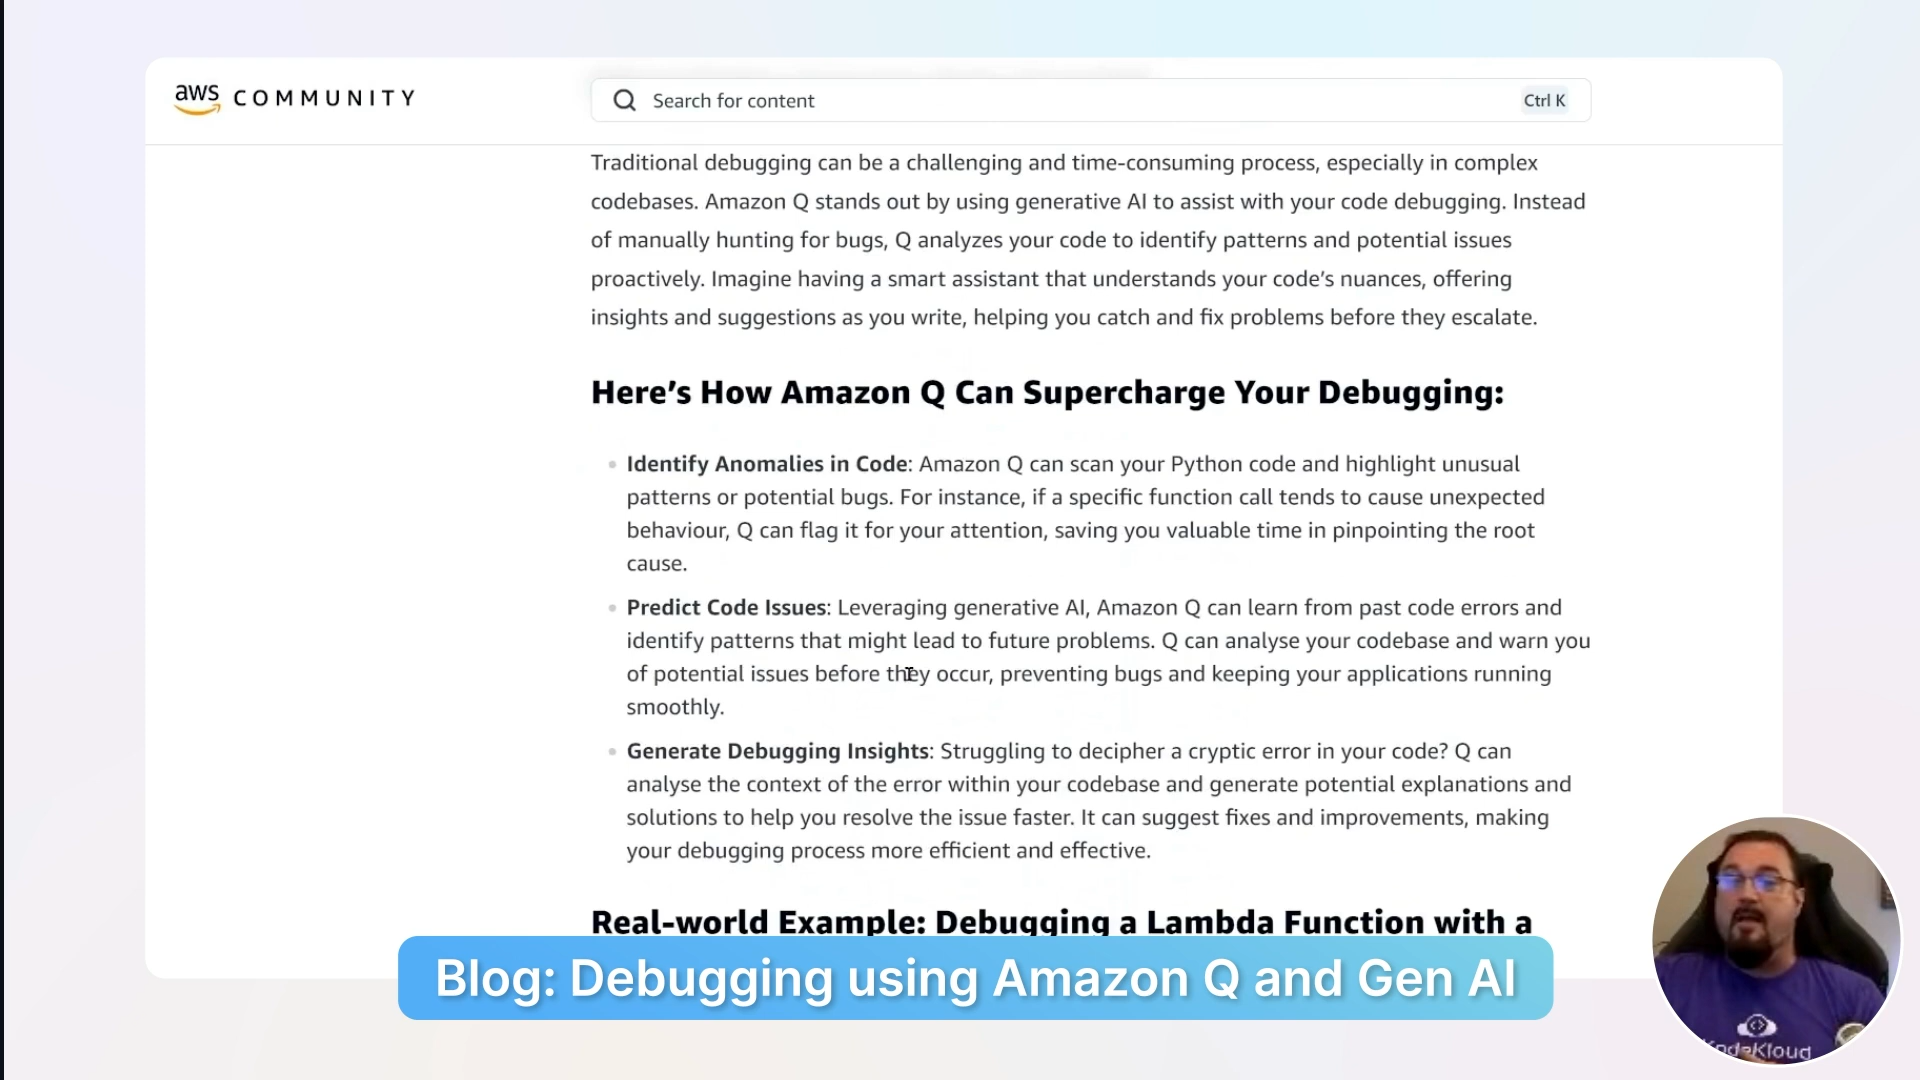 aws COMMUNITY
Search for content
Ctrl K
Traditional debugging can be a challenging and time-consuming process, especially in complex
codebases. Amazon Q stands out by using generative AI to assist with your code debugging. Instead
of manually hunting for bugs, Q analyzes your code to identify patterns and potential issues
proactively. Imagine having a smart assistant that understands your code’s nuances, offering
insights and suggestions as you write, helping you catch and fix problems before they escalate.
Here’s How Amazon Q Can Supercharge Your Debugging:
Identify Anomalies in Code: Amazon Q can scan your Python code and highlight unusual
patterns or potential bugs. For instance, if a specific function call tends to cause unexpected
behaviour, Q can flag it for your attention, saving you valuable time in pinpointing the root
cause.
Predict Code Issues: Leveraging generative AI, Amazon Q can learn from past code errors and
identify patterns that might lead to future problems. Q can analyse your codebase and warn you
of potential issues before they occur, preventing bugs and keeping your applications running
smoothly.
Generate Debugging Insights: Struggling to decipher a cryptic error in your code? Q can
analyse the context of the error within your codebase and generate potential explanations and
solutions to help you resolve the issue faster. It can suggest fixes and improvements, making
your debugging process more efficient and effective.
Real-world Example: Debugging a Lambda Function with a
Blog: Debugging using Amazon Q and Gen AI
KodeKloud